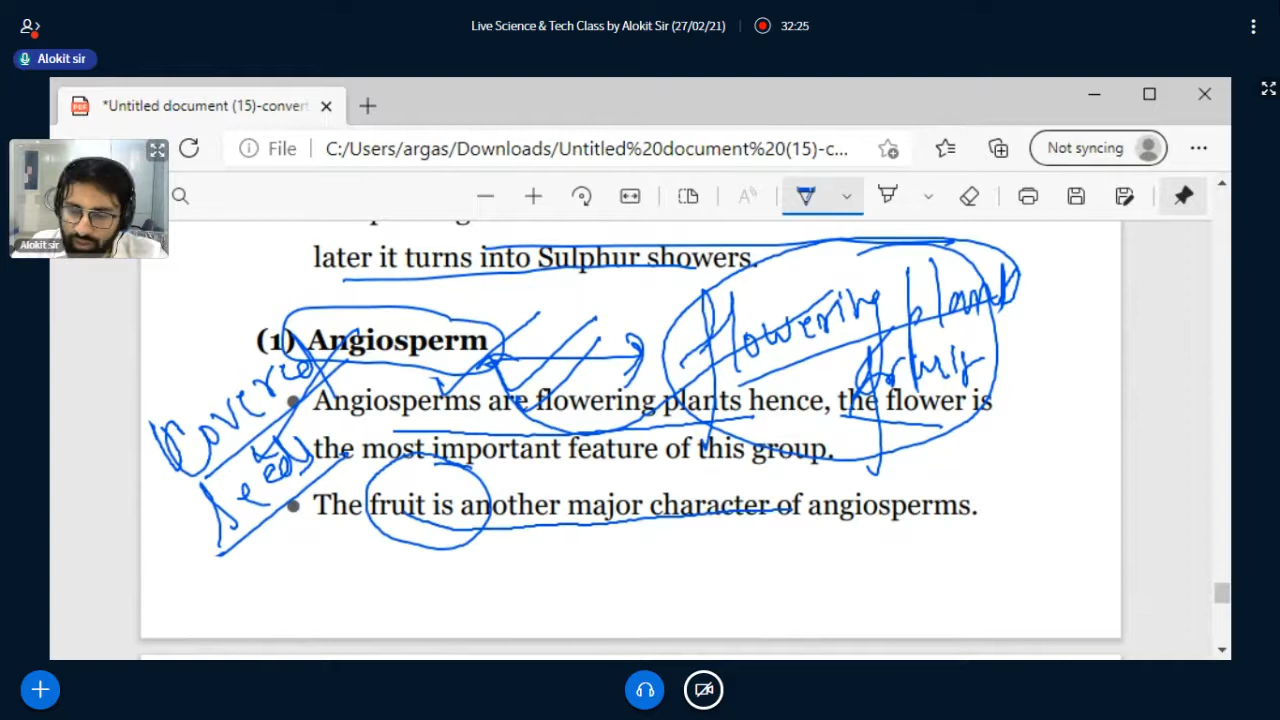 Live Science & Tech Class by Alokit Sir (27/02/21)
32:25
Alokit sir
*Untitled document (15)-convert
File
C:/Users/argas/Downloads/Untitled%20document%20(15)-c...
Not syncing
Alokit sir
later it turns into Sulphur showers.
flowering plants
fruits
(1) Angiosperm
Covered
Seeds
Angiosperms are flowering plants hence, the flower is
the most important feature of this group.
The fruit is another major character of angiosperms.